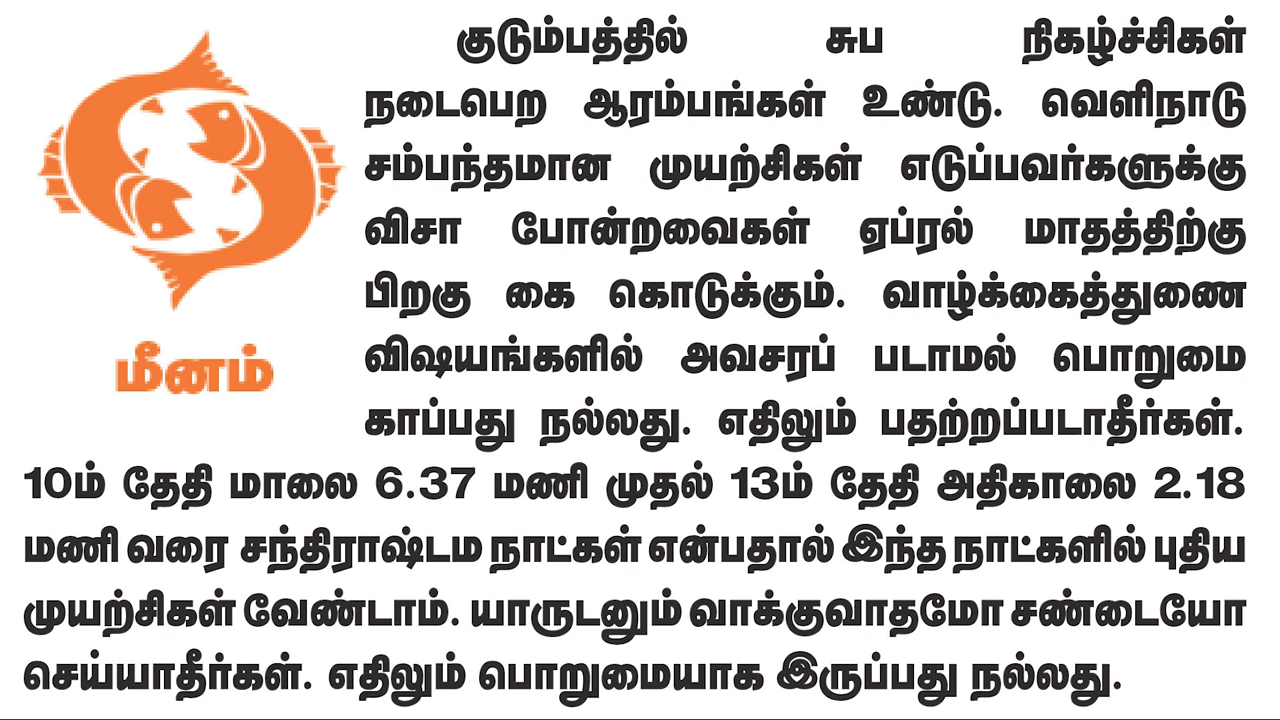 குடும்பத்தில் சுப நிகழ்ச்சிகள்
நடைபெற ஆரம்பங்கள் உண்டு. வெளிநாடு
சம்பந்தமான முயற்சிகள் எடுப்பவர்களுக்கு
விசா போன்றவைகள் ஏப்ரல் மாதத்திற்கு
பிறகு கை கொடுக்கும். வாழ்க்கைத்துணை
விஷயங்களில் அவசரப் படாமல் பொறுமை
காப்பது நல்லது. எதிலும் பதற்றப்படாதீர்கள்.
மீனம்
10ம் தேதி மாலை 6.37 மணி முதல் 13ம் தேதி அதிகாலை 2.18
மணி வரை சந்திராஷ்டம நாட்கள் என்பதால் இந்த நாட்களில் புதிய
முயற்சிகள் வேண்டாம். யாருடனும் வாக்குவாதமோ சண்டையோ
செய்யாதீர்கள். எதிலும் பொறுமையாக இருப்பது நல்லது.